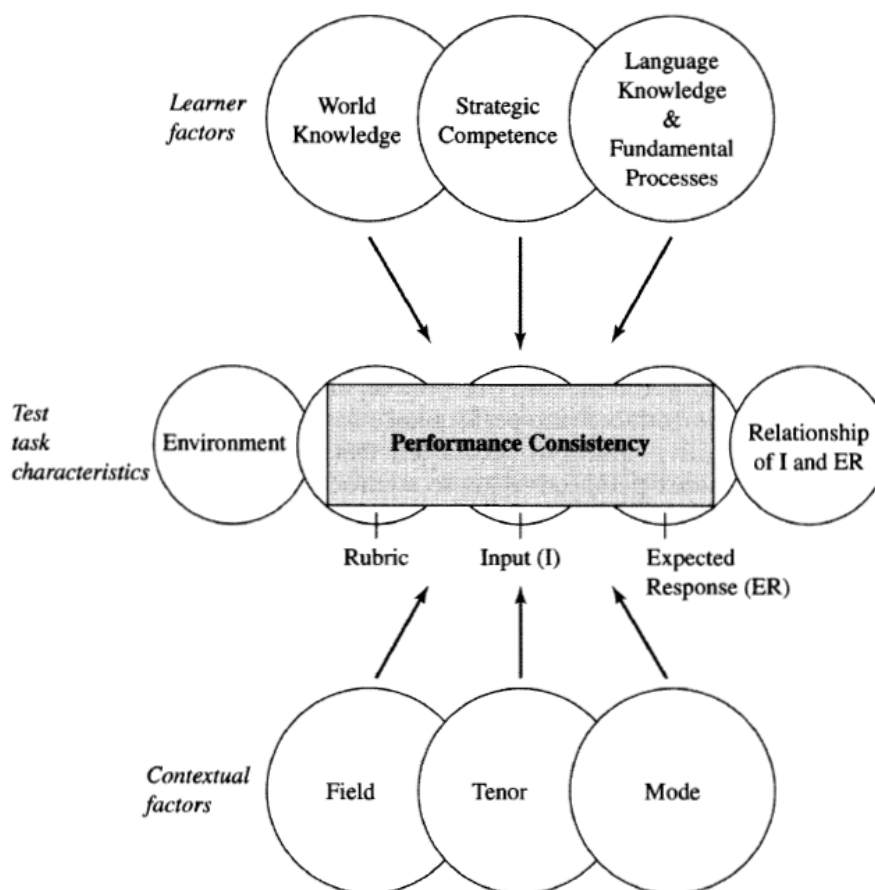 Learner
factors
World
Knowledge
Strategic
Competence
Language
Knowledge
&
Fundamental
Processes
Test
task
characteristics
Environment
Performance Consistency
Relationship
of I and ER
Rubric
Input (I)
Expected
Response (ER)
Contextual
factors
Field
Tenor
Mode